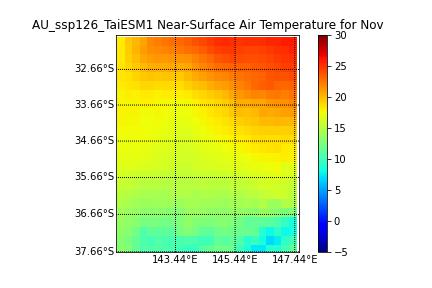 AU_ssp126_TaiESM1 Near-Surface Air Temperature for Nov
32.66°S
33.66°S
34.66°S
35.66°S
36.66°S
37.66°S
143.44°E 145.44°E 147.44°E
30
25
20
15
10
5
0
−5